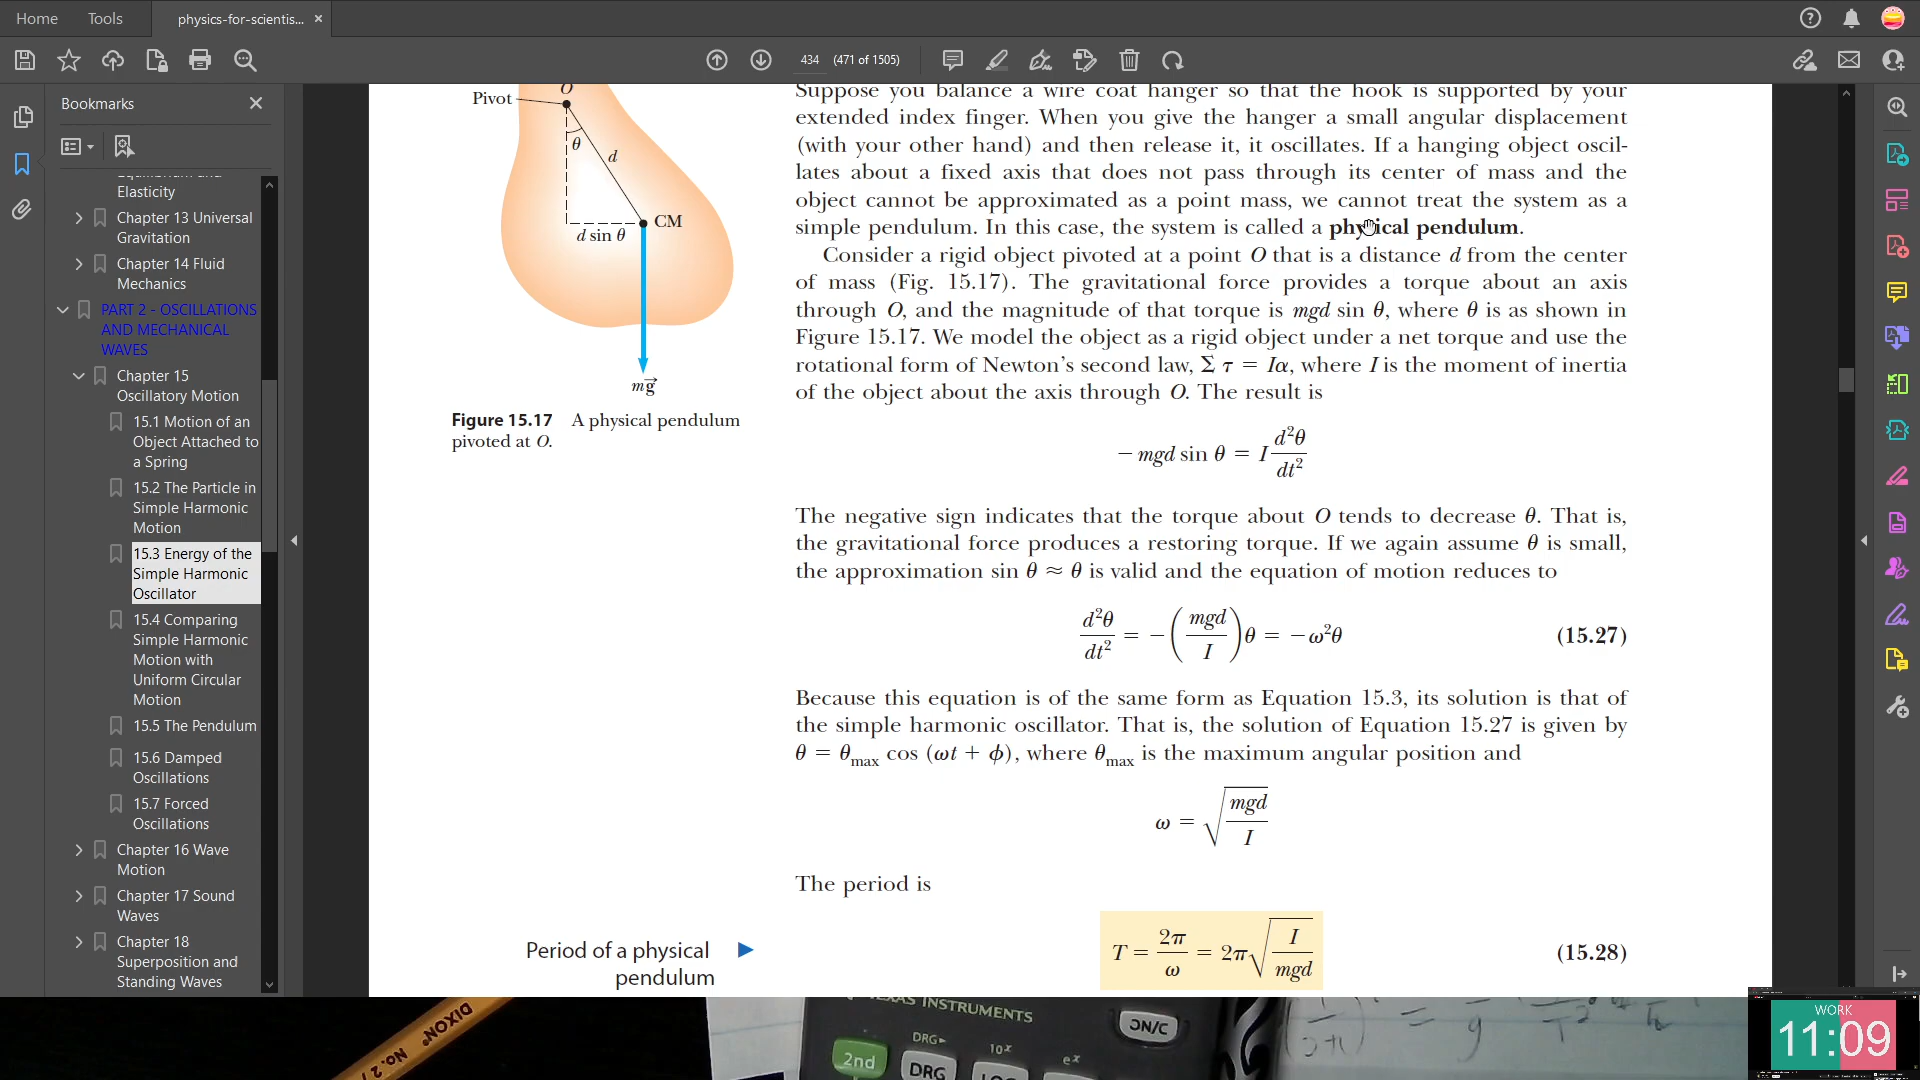 Home
Tools
physics-for-scientis...
434
(471 of 1505)
Bookmarks
Elasticity
Chapter 13 Universal
Gravitation
Chapter 14 Fluid
Mechanics
PART 2 - OSCILLATIONS
AND MECHANICAL
WAVES
Chapter 15
Oscillatory Motion
15.1 Motion of an
Object Attached to
a Spring
15.2 The Particle in
Simple Harmonic
Motion
15.3 Energy of the
Simple Harmonic
Oscillator
15.4 Comparing
Simple Harmonic
Motion with
Uniform Circular
Motion
15.5 The Pendulum
15.6 Damped
Oscillations
15.7 Forced
Oscillations
Chapter 16 Wave
Motion
Chapter 17 Sound
Waves
Chapter 18
Superposition and
Standing Waves
Pivot
O
θ
d
CM
d sin θ
mg⃗
Figure 15.17 A physical pendulum
pivoted at O.
Suppose you balance a wire coat hanger so that the hook is supported by your
extended index finger. When you give the hanger a small angular displacement
(with your other hand) and then release it, it oscillates. If a hanging object oscil-
lates about a fixed axis that does not pass through its center of mass and the
object cannot be approximated as a point mass, we cannot treat the system as a
simple pendulum. In this case, the system is called a physical pendulum.
Consider a rigid object pivoted at a point O that is a distance d from the center
of mass (Fig. 15.17). The gravitational force provides a torque about an axis
through O, and the magnitude of that torque is mgd sin θ, where θ is as shown in
Figure 15.17. We model the object as a rigid object under a net torque and use the
rotational form of Newton's second law, Σ τ = Iα, where I is the moment of inertia
of the object about the axis through O. The result is
−mgd sin θ = I d²θ/dt²
The negative sign indicates that the torque about O tends to decrease θ. That is,
the gravitational force produces a restoring torque. If we again assume θ is small,
the approximation sin θ ≈ θ is valid and the equation of motion reduces to
d²θ/dt² = −(mgd/I)θ = −ω²θ (15.27)
Because this equation is of the same form as Equation 15.3, its solution is that of
the simple harmonic oscillator. That is, the solution of Equation 15.27 is given by
θ = θmax cos (ωt + ϕ), where θmax is the maximum angular position and
ω = √(mgd/I)
The period is
Period of a physical
pendulum
T = 2π/ω = 2π√(I/mgd) (15.28)
DIXON
No. 2
INSTRUMENTS
2nd
DRG►
DRG
10ˣ
eˣ
ON/C
WORK
11:09